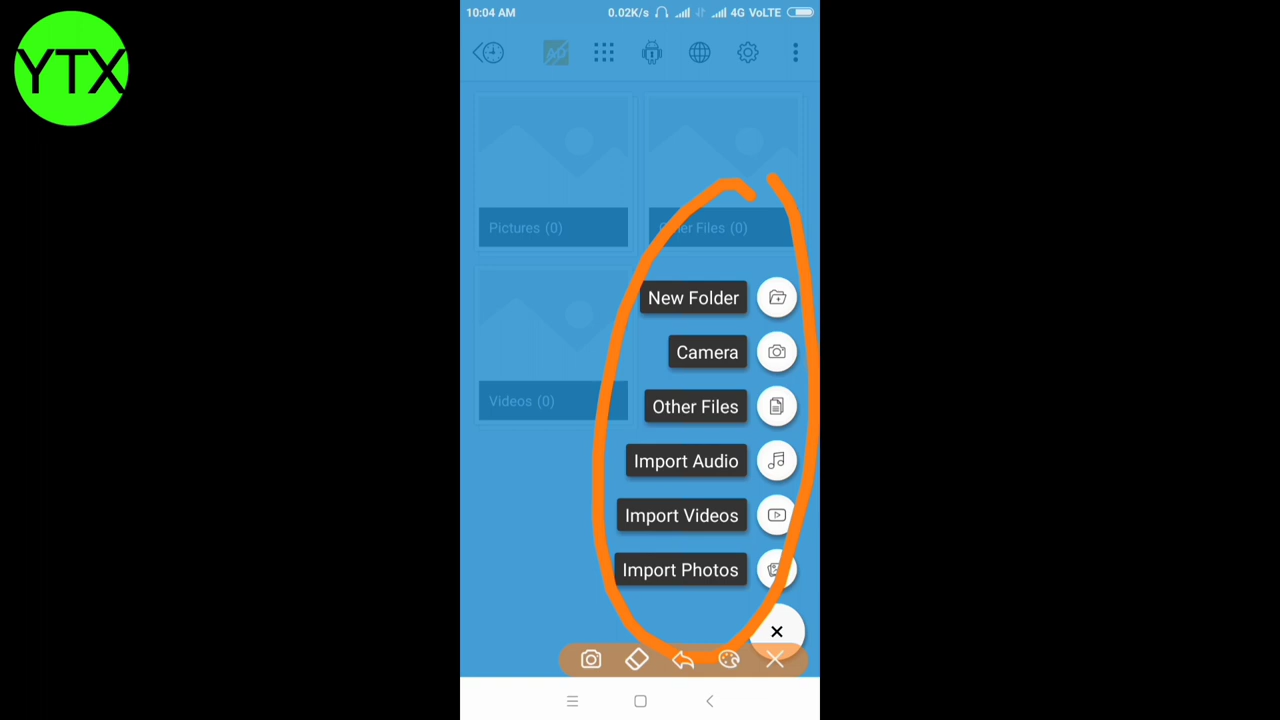 YTX
10:04 AM
0.02K/s
4G VoLTE
AD
Pictures (0)
Other Files (0)
Videos (0)
New Folder
Camera
Other Files
Import Audio
Import Videos
Import Photos